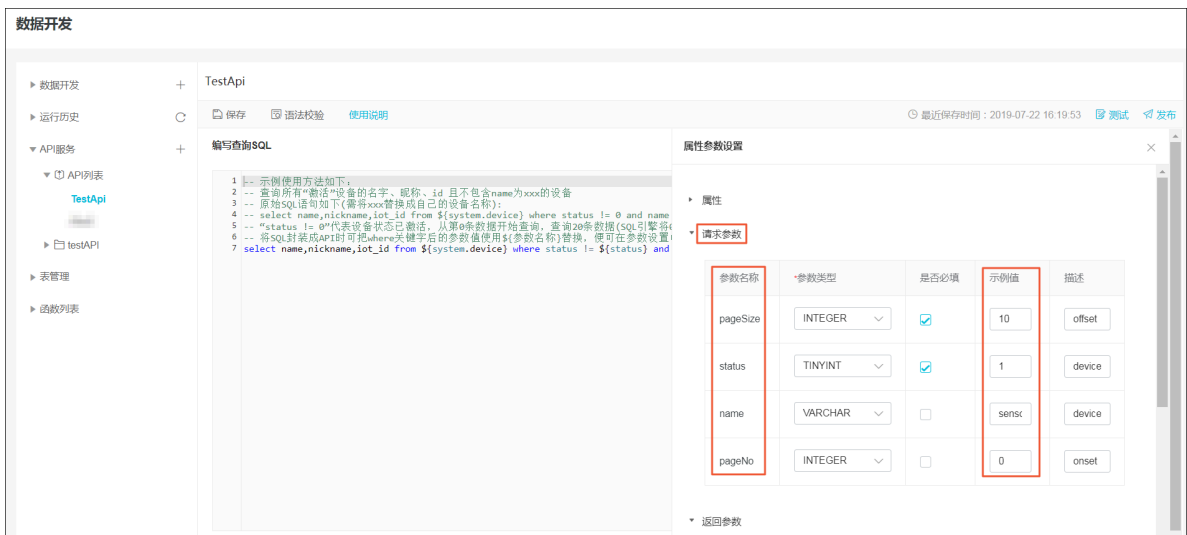 数据开发
数据开发
运行历史
API服务
API列表
TestApi
testAPI
表管理
函数列表
TestApi
保存 语法校验 使用说明 最近保存时间：2019-07-22 16:19:53 测试 发布
编写查询SQL
1 -- 示例使用方法如下：
2 -- 查询所有“激活”设备的名字、昵称、id 且不包含name为xxx的设备
3 -- 原始SQL语句如下(需将xxx替换成自己的设备名称)：
4 -- select name,nickname,iot_id from ${system.device} where status != 0 and name
5 -- “status != 0”代表设备状态已激活，从第0条数据开始查询，查询20条数据(SQL引擎将
6 -- 将SQL封装成API时可把where关键字后的参数值使用${参数名称}替换，便可在参数设置
7 select name,nickname,iot_id from ${system.device} where status != ${status} and
属性参数设置
属性
请求参数
参数名称 *参数类型 是否必填 示例值 描述
pageSize INTEGER 10 offset
status TINYINT 1 device
name VARCHAR device
pageNo INTEGER 0 onset
返回参数